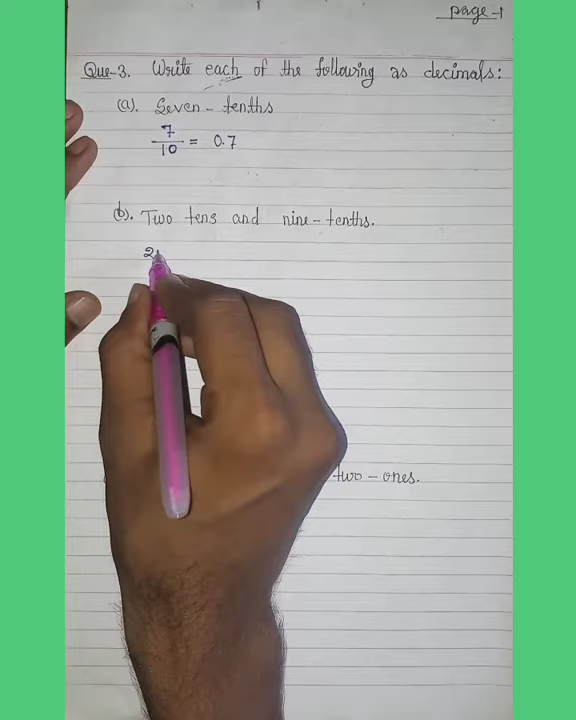 page-1
Que-3. Write each of the following as decimals:
(a). Seven-tenths
7/10 = 0.7
(b). Two tens and nine-tenths.
2
two-ones.